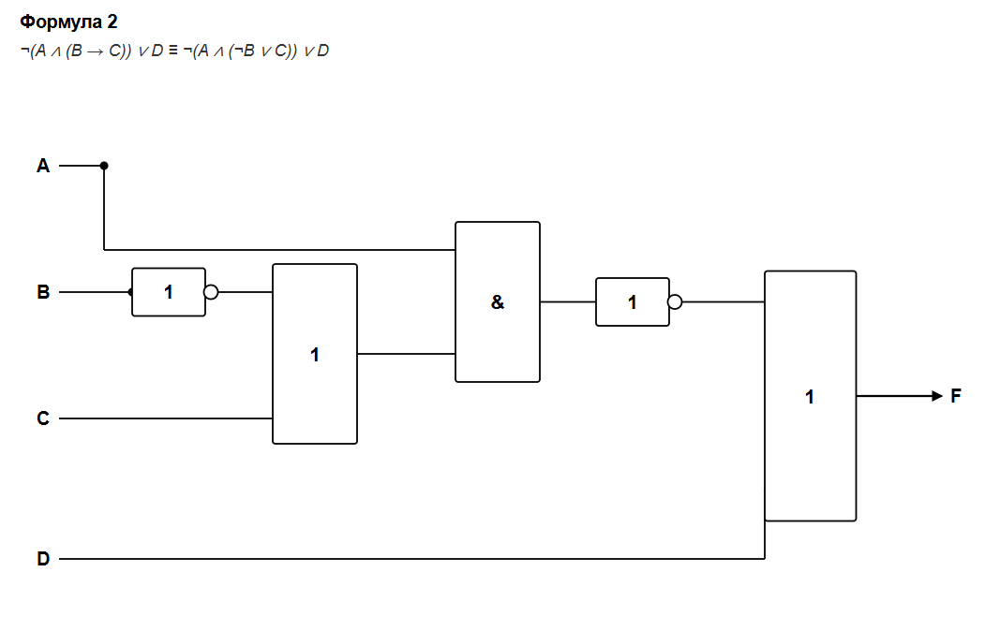 Формула 2
¬(A ∧ (B → C)) ∨ D ≡ ¬(A ∧ (¬B ∨ C)) ∨ D
A
&
B
1
1
1
1
F
C
D